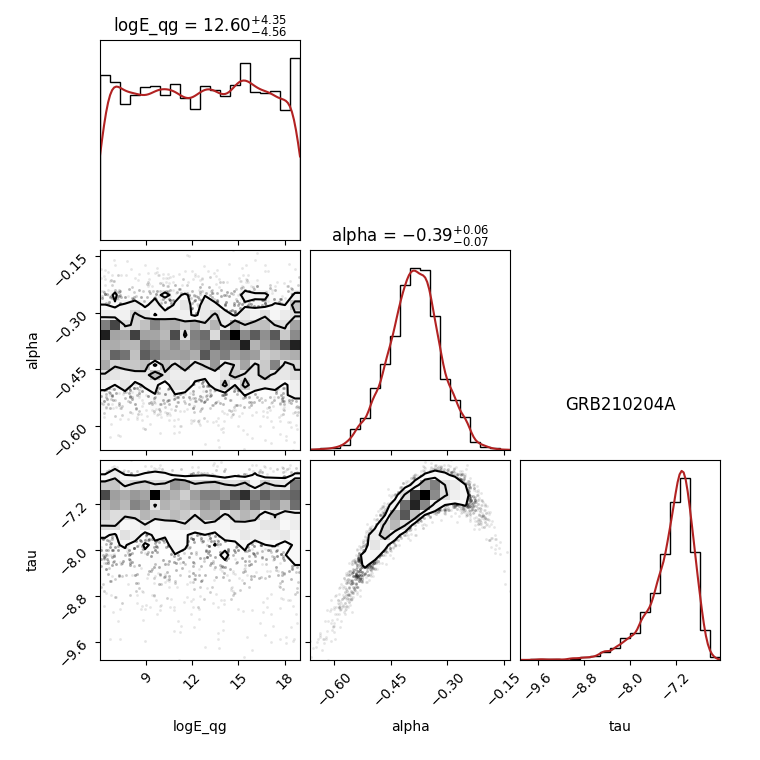 logE_qg = 12.60+4.35−4.56
alpha = −0.39+0.06−0.07
−0.15
−0.30
−0.45
−0.60
alpha
GRB210204A
−7.2
−8.0
−8.8
−9.6
tau
9 12 15 18
−0.60 −0.45 −0.30 −0.15
−9.6 −8.8 −8.0 −7.2
logE_qg alpha tau